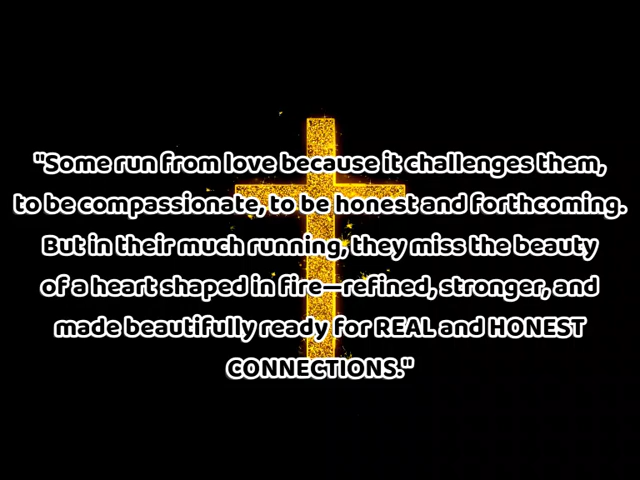 "Some run from love because it challenges them,
to be compassionate, to be honest and forthcoming.
But in their much running, they miss the beauty
of a heart shaped in fire—refined, stronger, and
made beautifully ready for REAL and HONEST
CONNECTIONS."